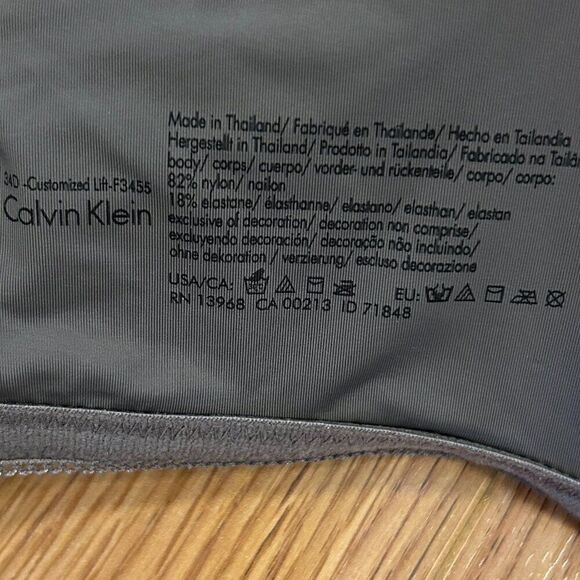 34D -Customized Lift-F3455
Calvin Klein
Made in Thailand/ Fabriqué en Thaïlande/ Hecho en Tailandia
Hergestellt in Thailand/ Prodotto in Tailandia/ Fabricado na
body/ corps/ cuerpo/ vorder- und rückenteile/ corpo/ corpo:
82% nylon/ nailon
18% elastane/ élasthanne/ elastano/ elasthan/ elastan
exclusive of decoration/ decoration non comprise/
excluyendo decoración/ decoração não incluindo/
ohne dekoration / verzierung/ escluso decorazione
USA/CA: EU:
RN 13968 CA 00213 ID 71848